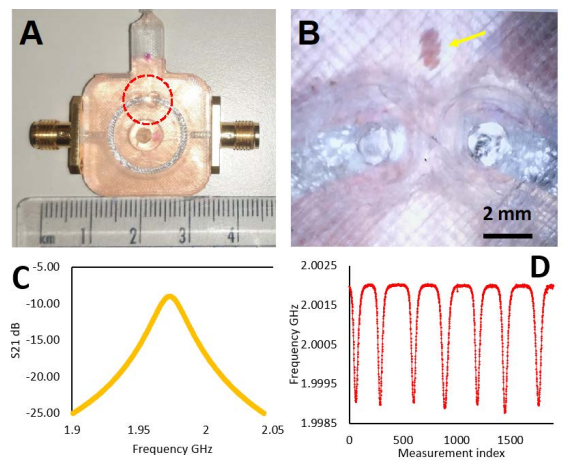 A
B
cm 1 2 3 4
2 mm
C
-5.00
-10.00
-15.00
-20.00
-25.00
S21 dB
1.9 1.95 2 2.05
Frequency GHz
D
2.0025
2.0015
2.0005
1.9995
1.9985
Frequency GHz
0 500 1000 1500
Measurement index